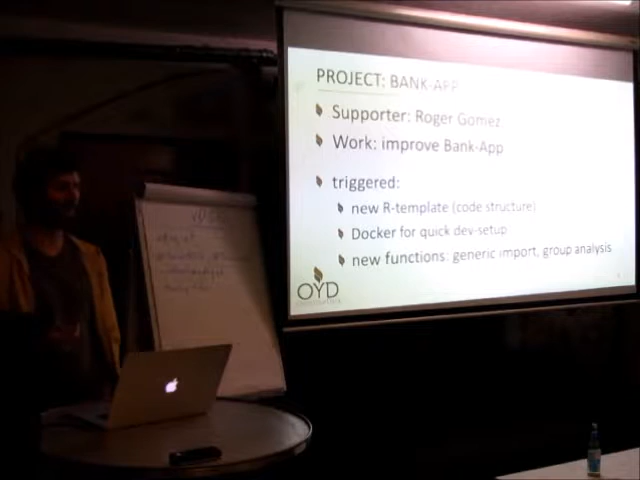 PROJECT: BANK-APP
Supporter: Roger Gomez
Work: improve Bank-App
triggered:
new R-template (code structure)
Docker for quick dev-setup
new functions: generic import, group analysis
OYD